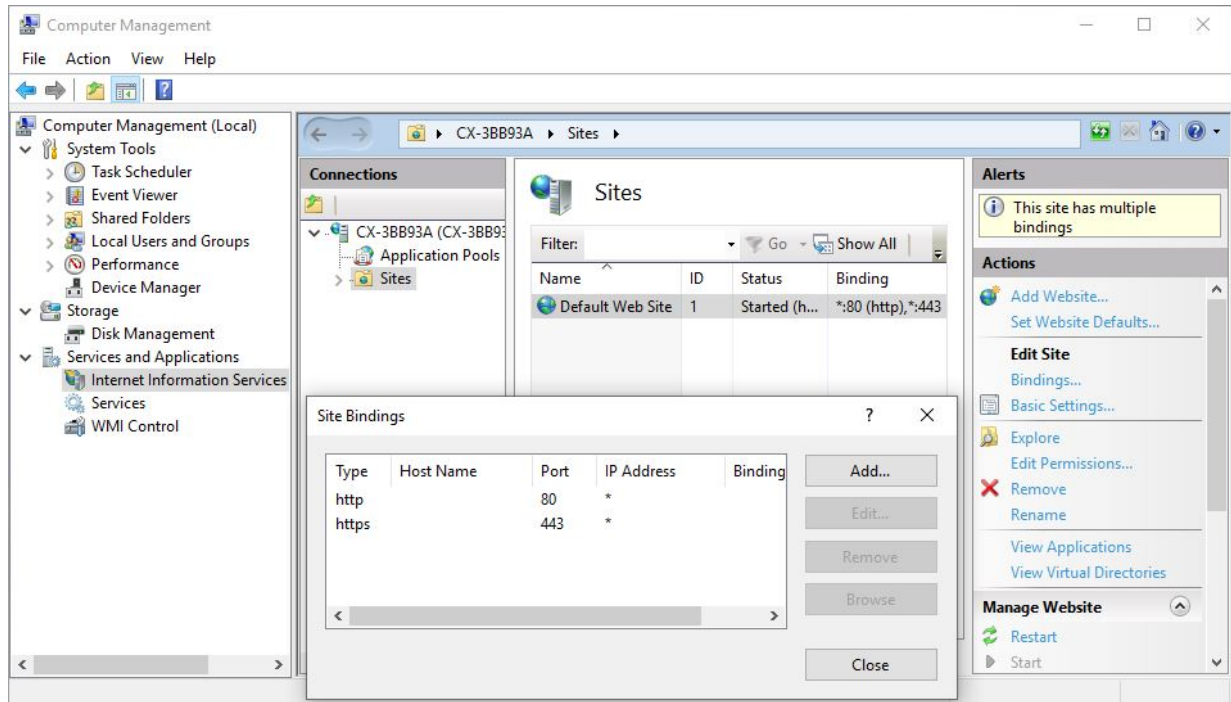 Computer Management
File Action View Help
Computer Management (Local)
System Tools
Task Scheduler
Event Viewer
Shared Folders
Local Users and Groups
Performance
Device Manager
Storage
Disk Management
Services and Applications
Internet Information Services
Services
WMI Control
CX-3BB93A Sites
Connections
CX-3BB93A (CX-3BB93
Application Pools
Sites
Sites
Filter: Go Show All
Name ID Status Binding
Default Web Site 1 Started (h... *:80 (http),*:443
Alerts
This site has multiple
bindings
Actions
Add Website...
Set Website Defaults...
Edit Site
Bindings...
Basic Settings...
Explore
Edit Permissions...
Remove
Rename
View Applications
View Virtual Directories
Manage Website
Restart
Start
Site Bindings
Type Host Name Port IP Address Binding
http 80 *
https 443 *
Add...
Edit...
Remove
Browse
Close